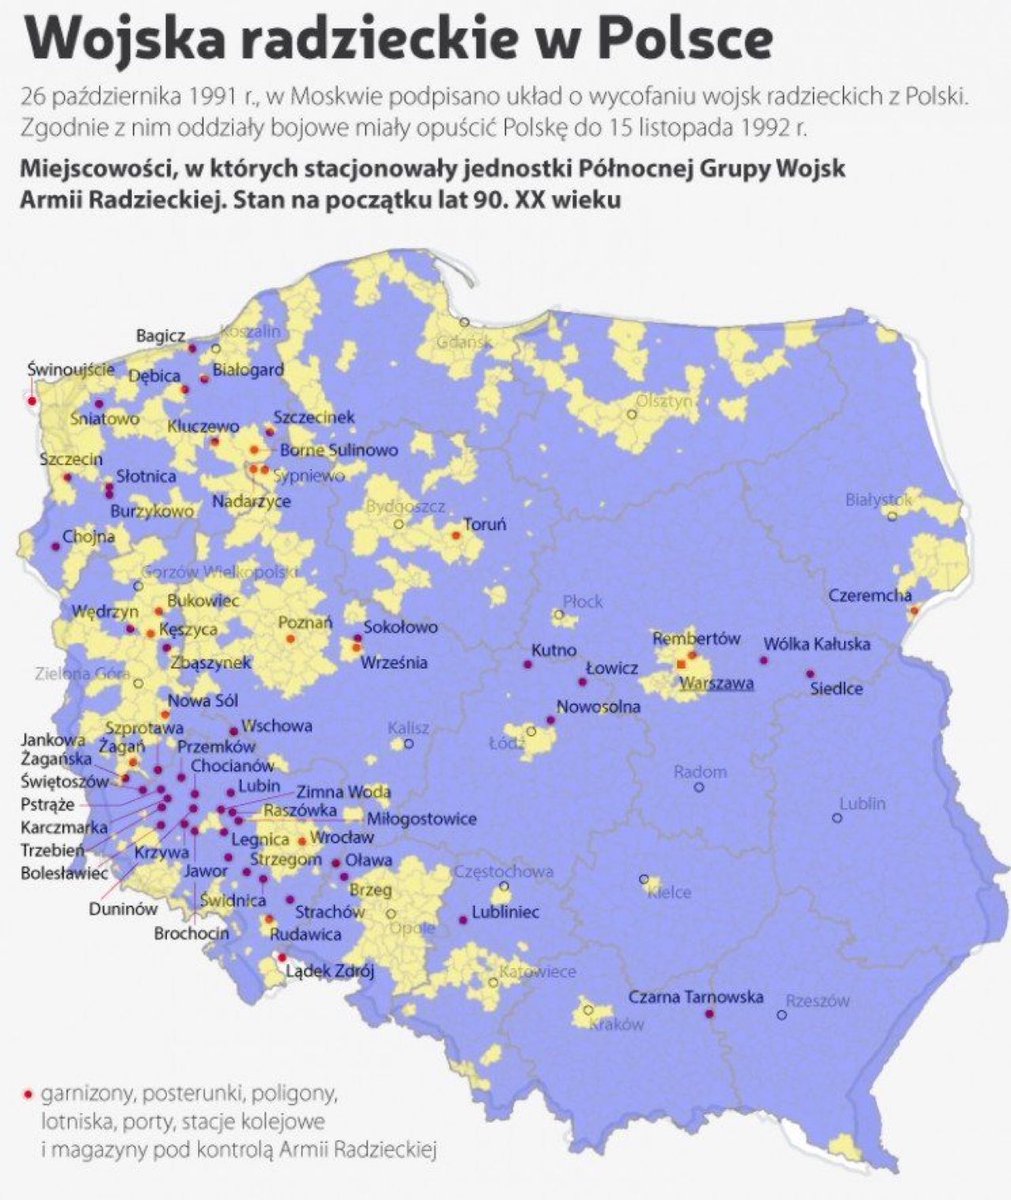 Wojska radzieckie w Polsce
26 października 1991 r., w Moskwie podpisano układ o wycofaniu wojsk radzieckich z Polski.
Zgodnie z nim oddziały bojowe miały opuścić Polskę do 15 listopada 1992 r.
Miejscowości, w których stacjonowały jednostki Północnej Grupy Wojsk
Armii Radzieckiej. Stan na początku lat 90. XX wieku
Bagicz
Koszalin
Gdańsk
Świnoujście
Dębica
Białogard
Olsztyn
Śniatowo
Kluczewo
Szczecinek
Borne Sulinowo
Szczecin
Słotnica
Sypniewo
Nadarzyce
Burzykowo
Bydgoszcz
Toruń
Białystok
Chojna
Gorzów Wielkopolski
Czeremcha
Bukowiec
Wędrzyn
Płock
Kęszyca
Poznań
Sokołowo
Rembertów
Wólka Kałuska
Zbąszynek
Września
Kutno
Łowicz
Zielona Góra
Warszawa
Siedlce
Nowa Sól
Nowosolna
Szprotawa
Wschowa
Kalisz
Łódź
Jankowa
Żagańska
Żagań
Przemków
Chocianów
Radom
Świętoszów
Lubin
Zimna Woda
Pstrąże
Raszówka
Miłogostowice
Lublin
Karczmarka
Legnica
Wrocław
Trzebień
Krzywa
Strzegom
Oława
Bolesławiec
Jawor
Częstochowa
Brzeg
Kielce
Duninów
Świdnica
Strachów
Lubliniec
Brochocin
Rudawica
Opole
Lądek Zdrój
Katowiece
Czarna Tarnowska
Rzeszów
Kraków
garnizony, posterunki, poligony,
lotniska, porty, stacje kolejowe
i magazyny pod kontrolą Armii Radzieckiej